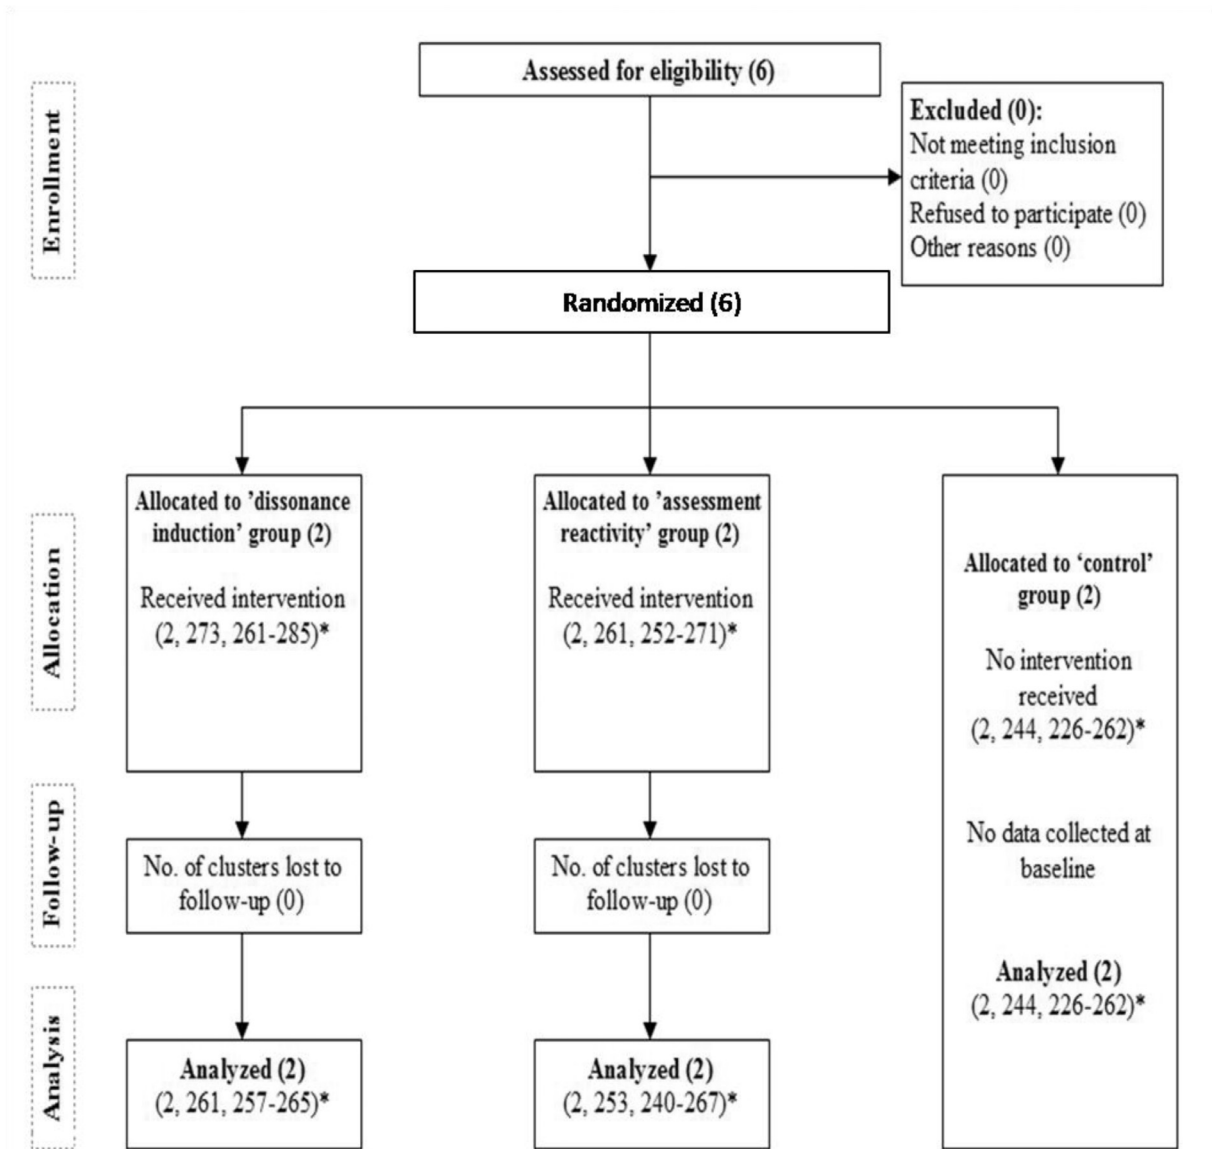 Enrollment
Assessed for eligibility (6)
Excluded (0):
Not meeting inclusion
criteria (0)
Refused to participate (0)
Other reasons (0)
Randomized (6)
Allocation
Allocated to ’dissonance
induction’ group (2)
Received intervention
(2, 273, 261-285)*
Allocated to ’assessment
reactivity’ group (2)
Received intervention
(2, 261, 252-271)*
Allocated to ‘control’
group (2)
No intervention
received
(2, 244, 226-262)*
No data collected at
baseline
Analyzed (2)
(2, 244, 226-262)*
Follow-up
No. of clusters lost to
follow-up (0)
No. of clusters lost to
follow-up (0)
Analysis
Analyzed (2)
(2, 261, 257-265)*
Analyzed (2)
(2, 253, 240-267)*